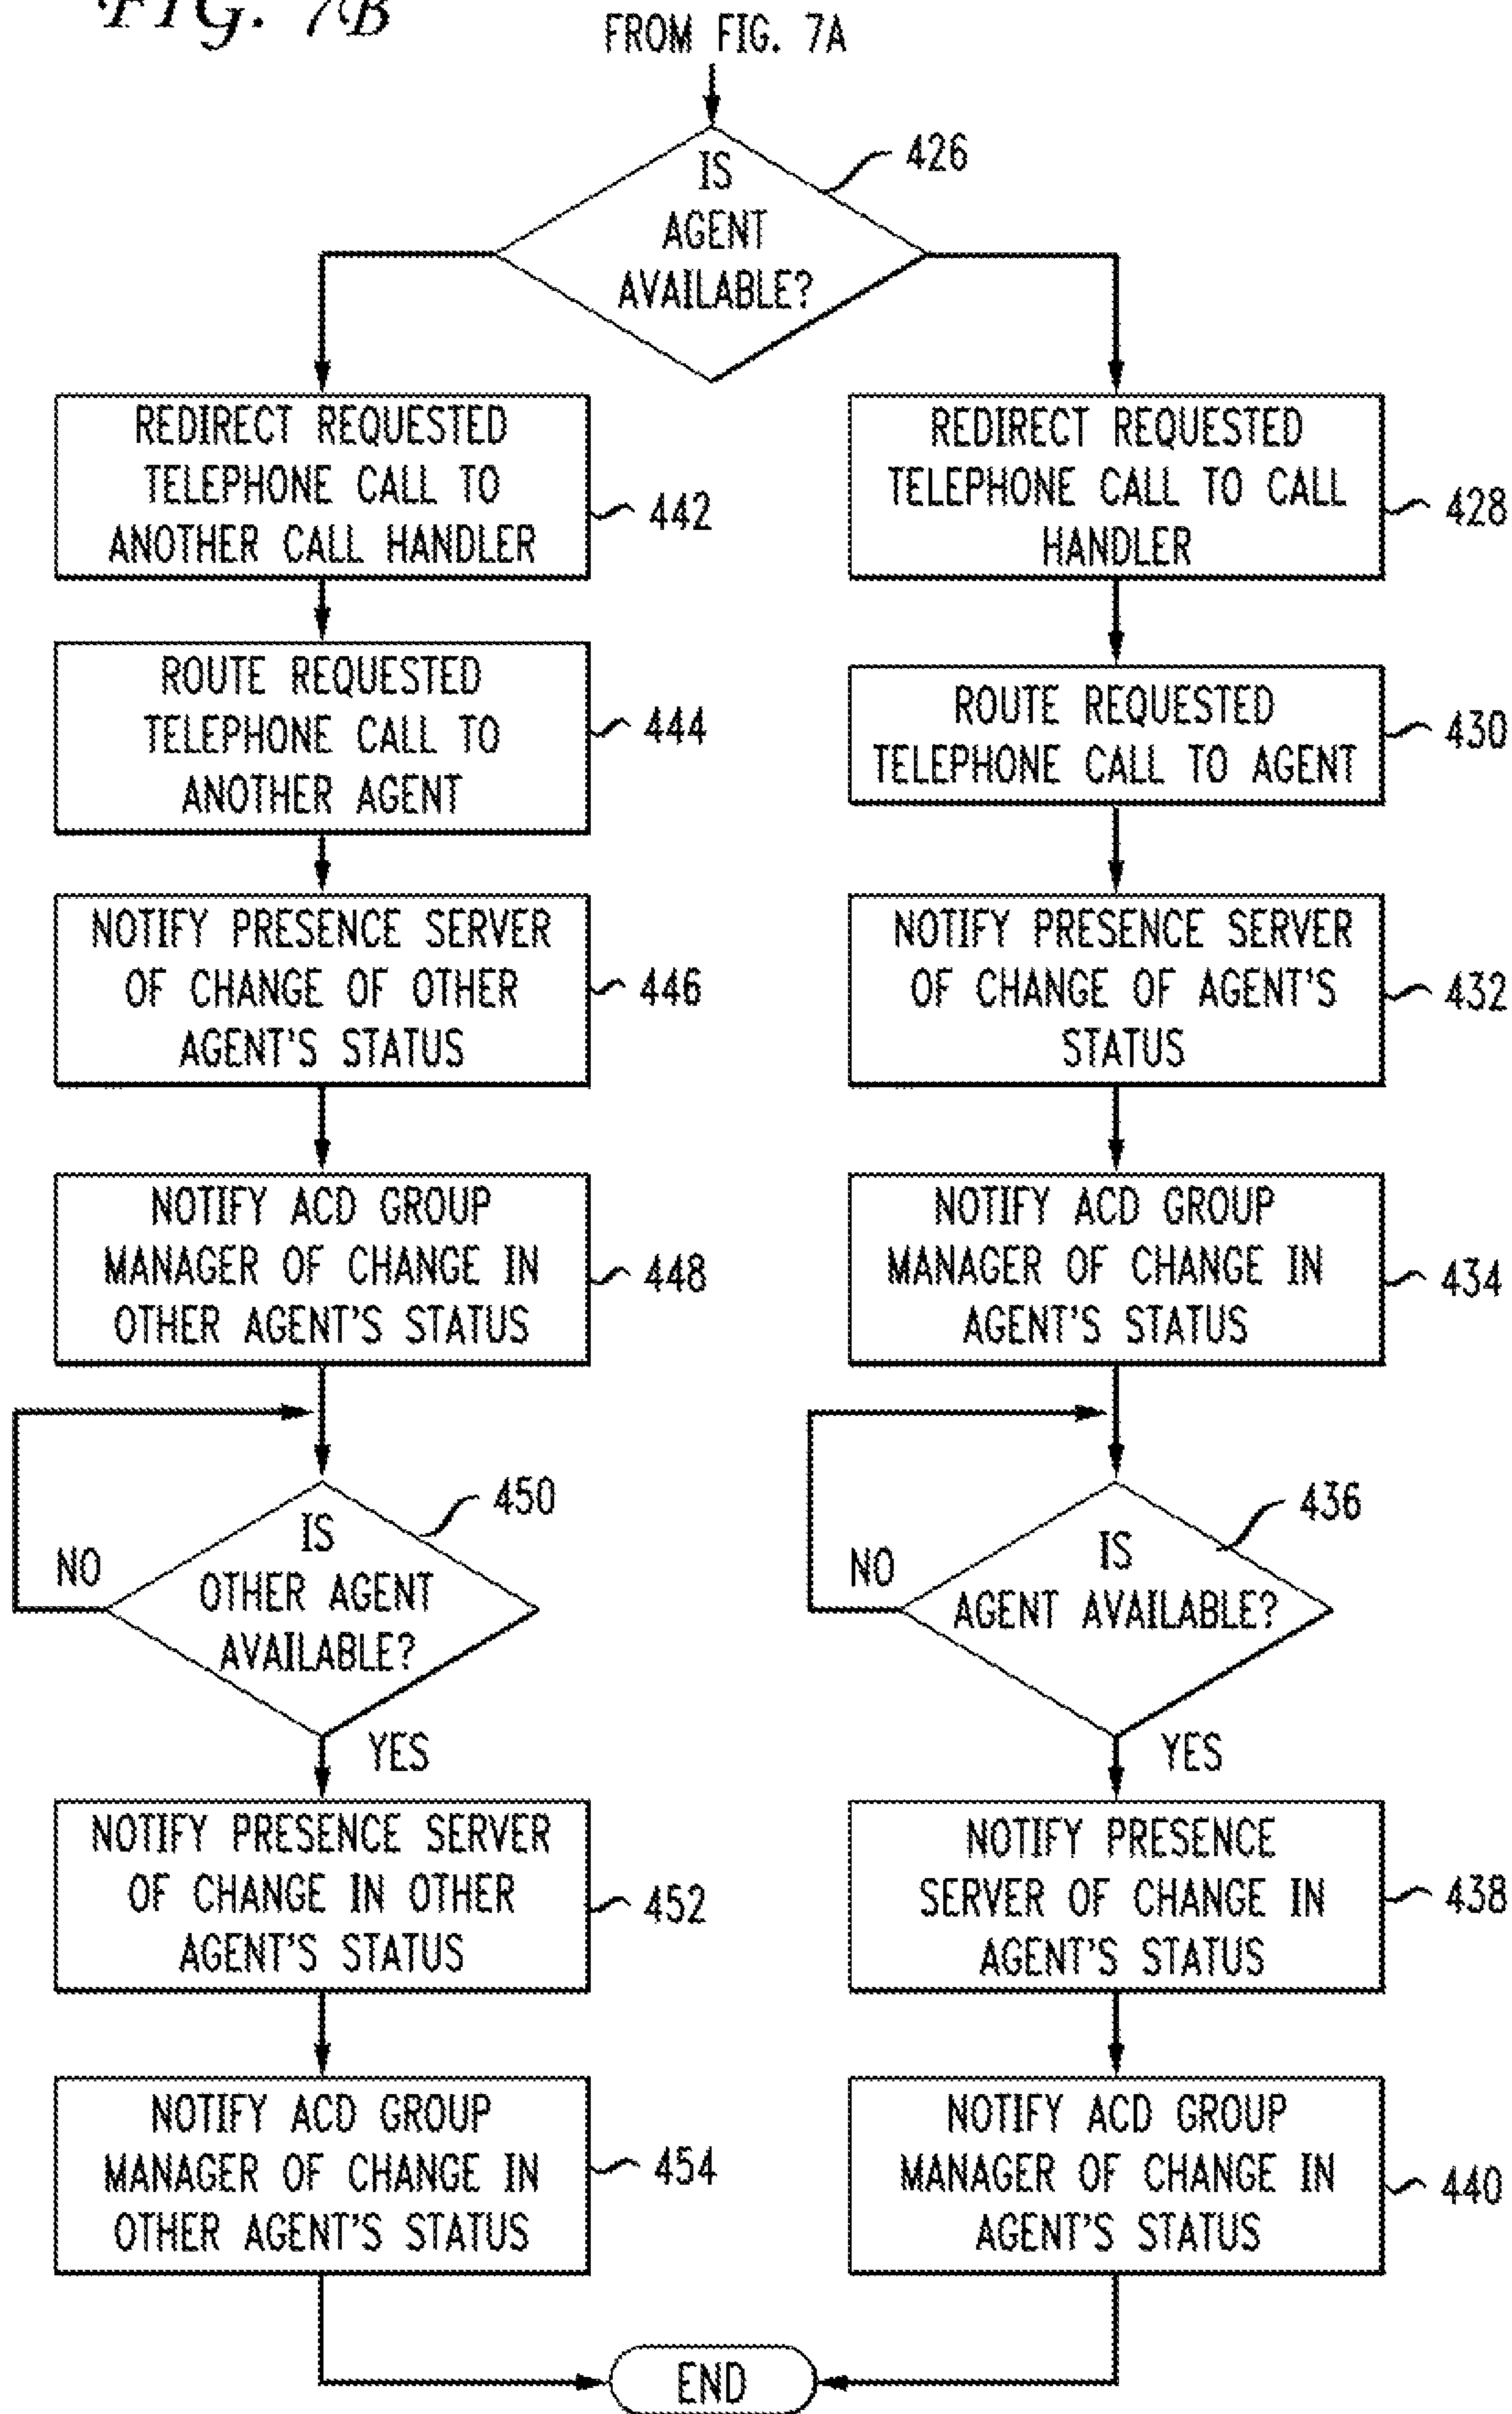 FIG. 7B
FROM FIG. 7A
IS
AGENT
AVAILABLE?
426
REDIRECT REQUESTED
TELEPHONE CALL TO
ANOTHER CALL HANDLER
442
ROUTE REQUESTED
TELEPHONE CALL TO
ANOTHER AGENT
444
NOTIFY PRESENCE SERVER
OF CHANGE OF OTHER
AGENT'S STATUS
446
NOTIFY ACD GROUP
MANAGER OF CHANGE IN
OTHER AGENT'S STATUS
448
IS
OTHER AGENT
AVAILABLE?
450
NO
YES
NOTIFY PRESENCE SERVER
OF CHANGE IN OTHER
AGENT'S STATUS
452
NOTIFY ACD GROUP
MANAGER OF CHANGE IN
OTHER AGENT'S STATUS
454
REDIRECT REQUESTED
TELEPHONE CALL TO CALL
HANDLER
428
ROUTE REQUESTED
TELEPHONE CALL TO AGENT
430
NOTIFY PRESENCE SERVER
OF CHANGE OF AGENT'S
STATUS
432
NOTIFY ACD GROUP
MANAGER OF CHANGE IN
AGENT'S STATUS
434
IS
AGENT AVAILABLE?
436
NO
YES
NOTIFY PRESENCE
SERVER OF CHANGE IN
AGENT'S STATUS
438
NOTIFY ACD GROUP
MANAGER OF CHANGE IN
AGENT'S STATUS
440
END